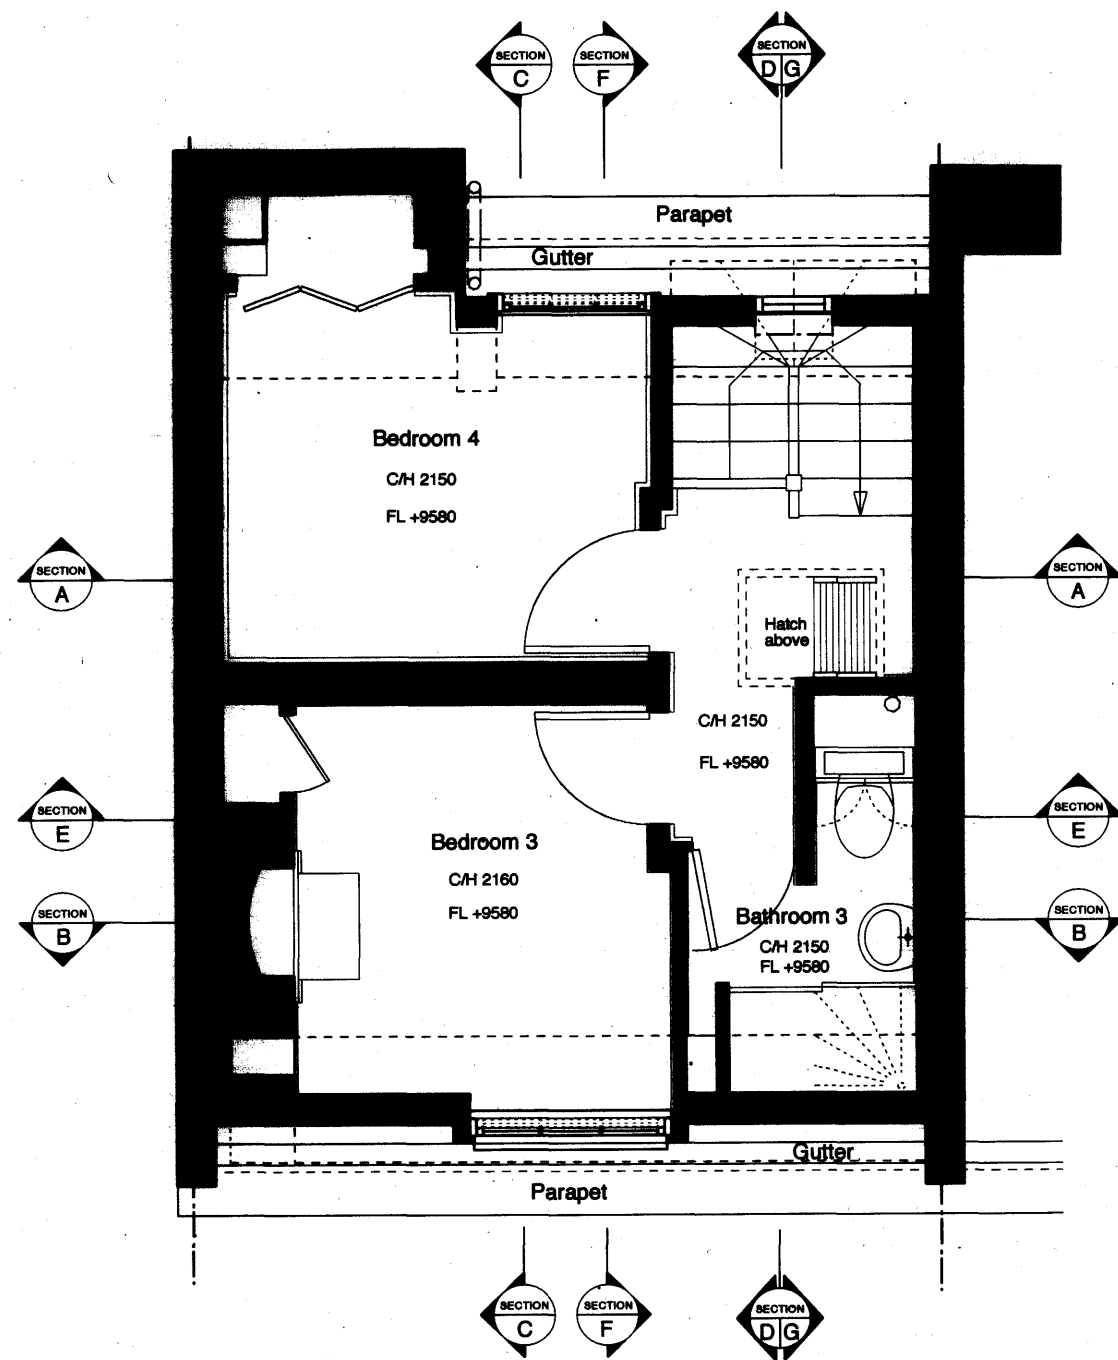 SECTION
C
SECTION
F
SECTION
D G
Parapet
Gutter
Bedroom 4
C/H 2150
FL +9580
SECTION
A
SECTION
A
Hatch
above
C/H 2150
FL +9580
SECTION
E
SECTION
E
Bedroom 3
C/H 2160
FL +9580
SECTION
B
SECTION
B
Bathroom 3
C/H 2150
FL +9580
Gutter
Parapet
SECTION
C
SECTION
F
SECTION
D G